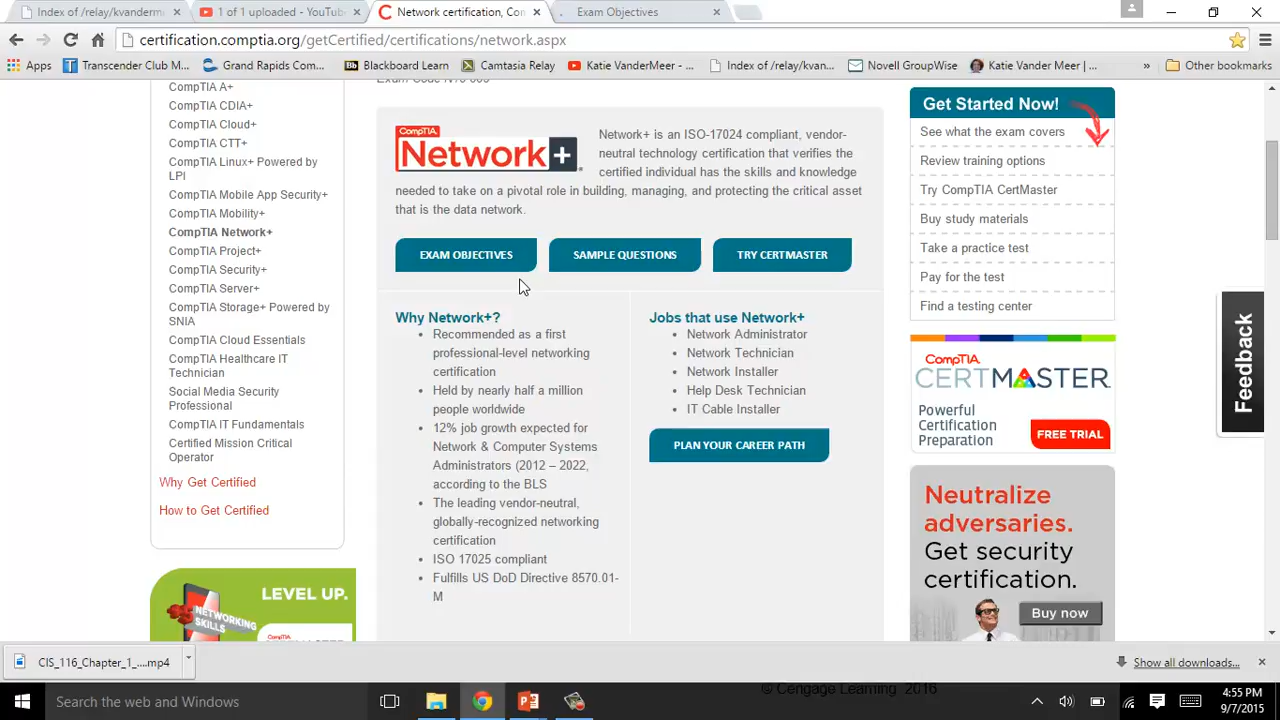 Index of /relay/kvanderme
1 of 1 uploaded - YouTub
Network certification, Con
Exam Objectives
certification.comptia.org/getCertified/certifications/network.aspx
Apps
Transcender Club M...
Grand Rapids Com...
Blackboard Learn
Camtasia Relay
Katie VanderMeer - ...
Index of /relay/kvan...
Novell GroupWise
Katie Vander Meer | ...
»
Other bookmarks
CompTIA A+
CompTIA CDIA+
CompTIA Cloud+
CompTIA CTT+
CompTIA Linux+ Powered by
LPI
CompTIA Mobile App Security+
CompTIA Mobility+
CompTIA Network+
CompTIA Project+
CompTIA Security+
CompTIA Server+
CompTIA Storage+ Powered by
SNIA
CompTIA Cloud Essentials
CompTIA Healthcare IT
Technician
Social Media Security
Professional
CompTIA IT Fundamentals
Certified Mission Critical
Operator
Why Get Certified
How to Get Certified
LEVEL UP.
NETWORKING
SKILLS
CompTIA
CompTIA
Network+
Network+ is an ISO-17024 compliant, vendor-
neutral technology certification that verifies the
certified individual has the skills and knowledge
needed to take on a pivotal role in building, managing, and protecting the critical asset
that is the data network.
EXAM OBJECTIVES
SAMPLE QUESTIONS
TRY CERTMASTER
Why Network+?
Recommended as a first
professional-level networking
certification
Held by nearly half a million
people worldwide
12% job growth expected for
Network & Computer Systems
Administrators (2012 – 2022,
according to the BLS
The leading vendor-neutral,
globally-recognized networking
certification
ISO 17025 compliant
Fulfills US DoD Directive 8570.01-
M
Jobs that use Network+
Network Administrator
Network Technician
Network Installer
Help Desk Technician
IT Cable Installer
PLAN YOUR CAREER PATH
Get Started Now!
See what the exam covers
Review training options
Try CompTIA CertMaster
Buy study materials
Take a practice test
Pay for the test
Find a testing center
CompTIA
CERTMASTER
Powerful
Certification
Preparation
FREE TRIAL
Neutralize
adversaries.
Get security
certification.
Buy now
Feedback
CIS_116_Chapter_1_....mp4
Show all downloads...
© Cengage Learning 2016
Search the web and Windows
4:55 PM
9/7/2015